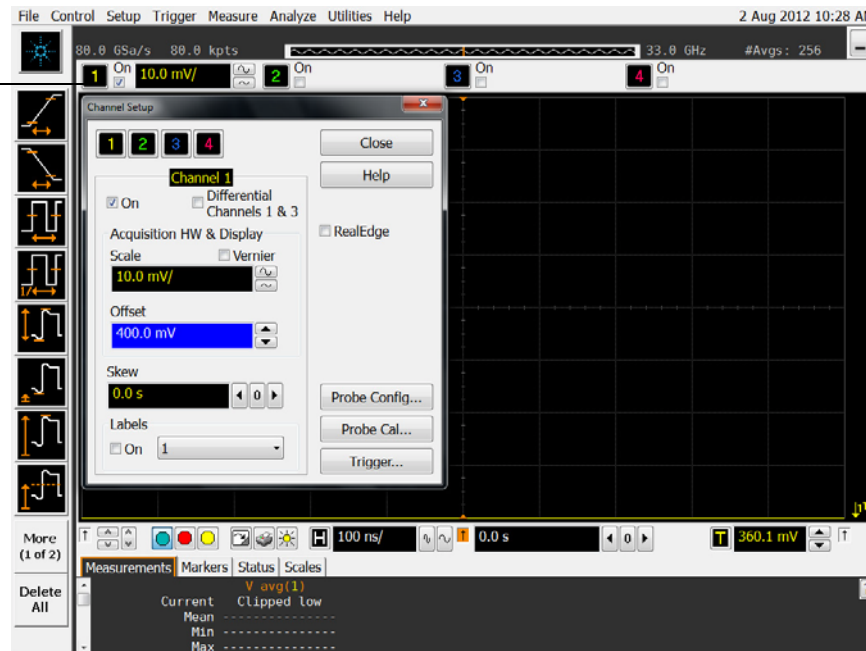 File Control Setup Trigger Measure Analyze Utilities Help 2 Aug 2012 10:28 AM
80.0 GSa/s 80.0 kpts 33.0 GHz #Avgs: 256
1 On 10.0 mV/ 2 On 3 On 4 On
Channel Setup
1 2 3 4 Close
Channel 1 Help
On Differential Channels 1 & 3
RealEdge
Acquisition HW & Display
Scale Vernier
10.0 mV/
Offset
400.0 mV
Skew
0.0 s 0 Probe Config...
Labels Probe Cal...
On 1 Trigger...
More (1 of 2)
H 100 ns/ 0.0 s 0 T 360.1 mV
Measurements Markers Status Scales
Delete All
V avg(1)
Current Clipped low
Mean ---------------
Min ---------------
Max ---------------